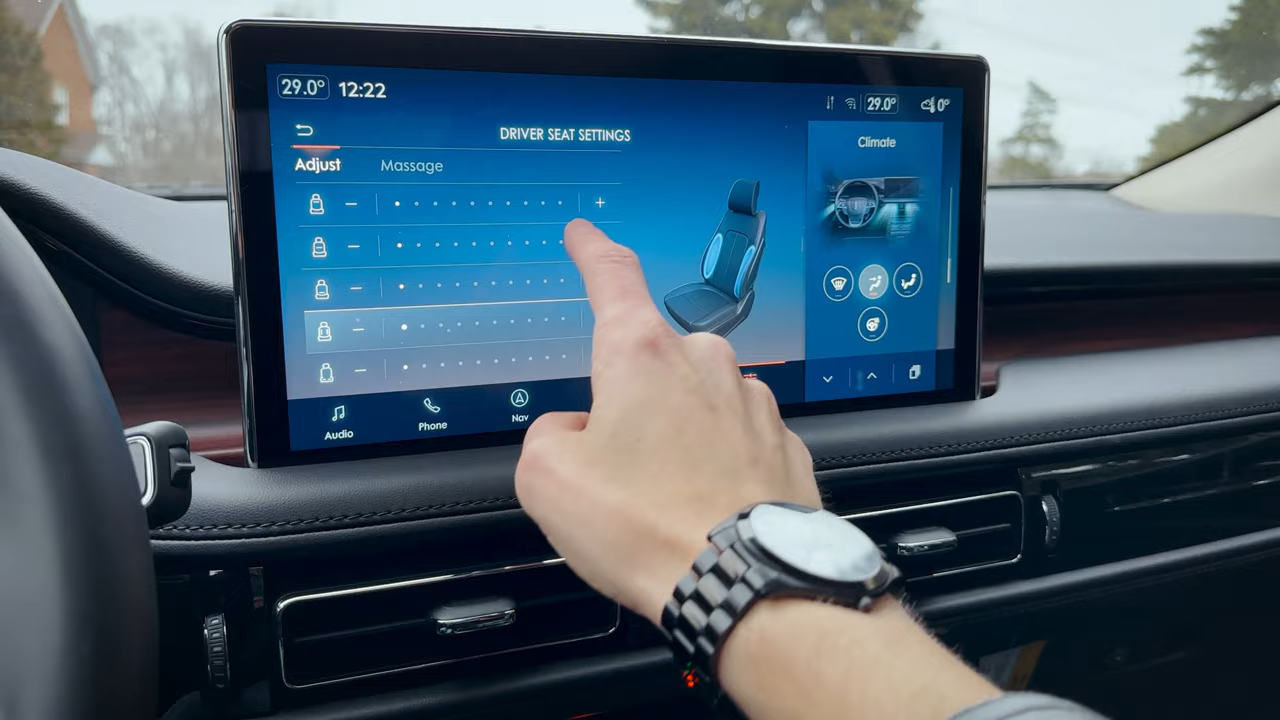 29.0° 12:22
29.0° 0°
DRIVER SEAT SETTINGS
Adjust Massage
Climate
Audio
Phone
Nav